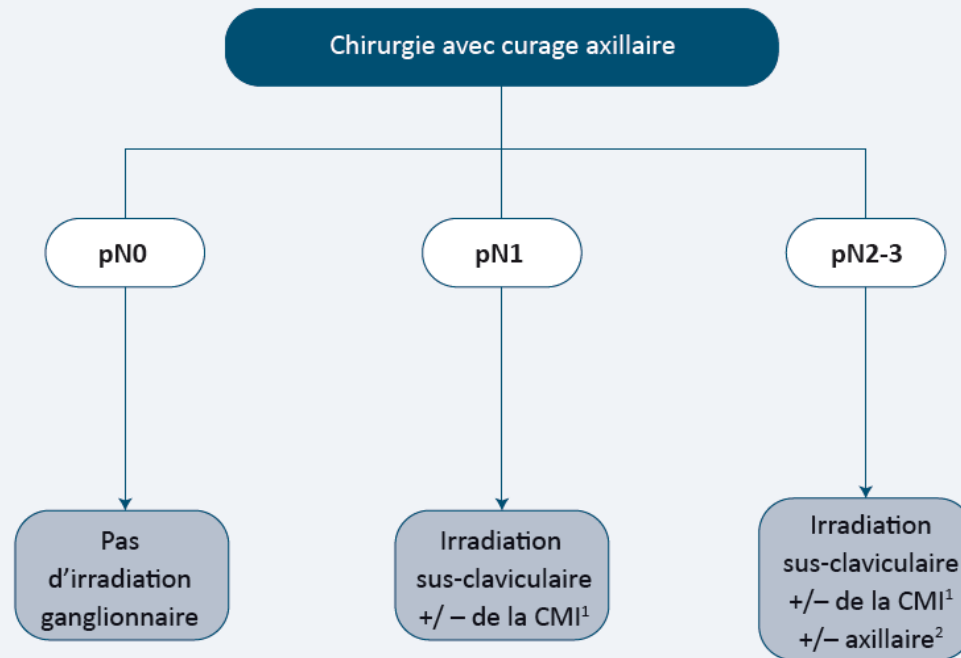 Chirurgie avec curage axillaire
pN0
pN1
pN2-3
Pas
d’irradiation
ganglionnaire
Irradiation
sus-claviculaire
+/ – de la CMI¹
Irradiation
sus-claviculaire
+/– de la CMI¹
+/– axillaire²